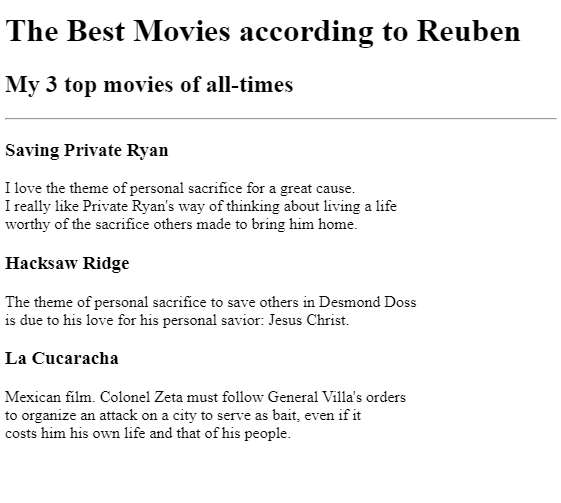 The Best Movies according to Reuben
My 3 top movies of all-times
Saving Private Ryan
I love the theme of personal sacrifice for a great cause.
I really like Private Ryan's way of thinking about living a life
worthy of the sacrifice others made to bring him home.
Hacksaw Ridge
The theme of personal sacrifice to save others in Desmond Doss
is due to his love for his personal savior: Jesus Christ.
La Cucaracha
Mexican film. Colonel Zeta must follow General Villa's orders
to organize an attack on a city to serve as bait, even if it
costs him his own life and that of his people.